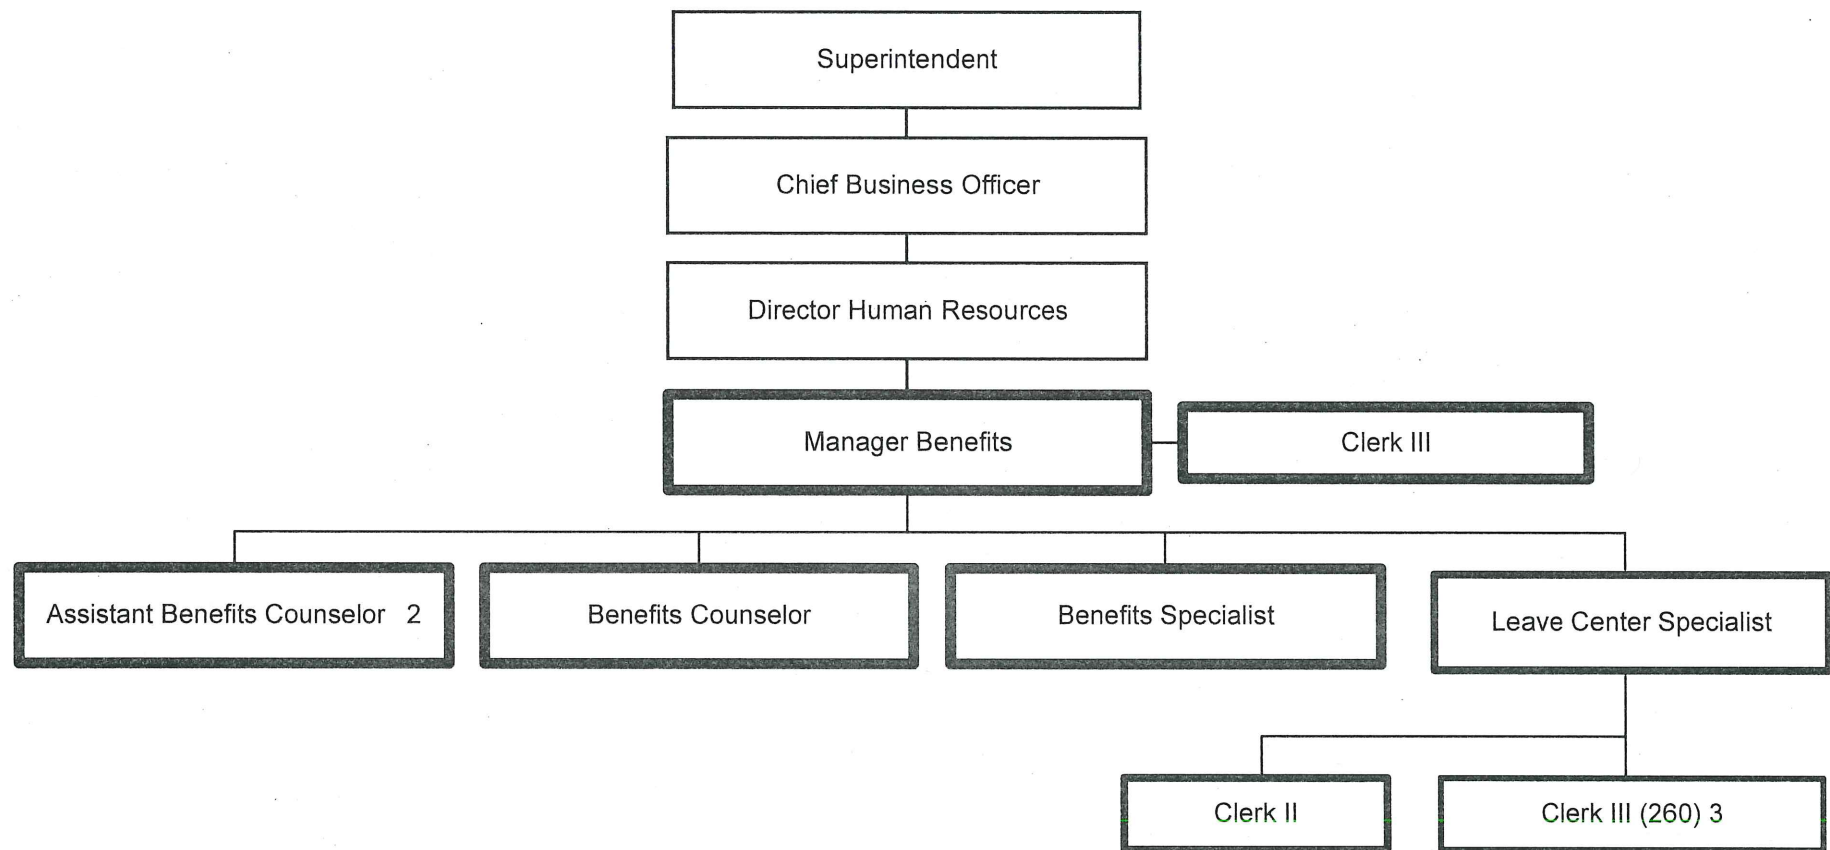 Superintendent
Chief Business Officer
Director Human Resources
Manager Benefits
Clerk III
Assistant Benefits Counselor 2
Benefits Counselor
Benefits Specialist
Leave Center Specialist
Clerk II
Clerk III (260) 3